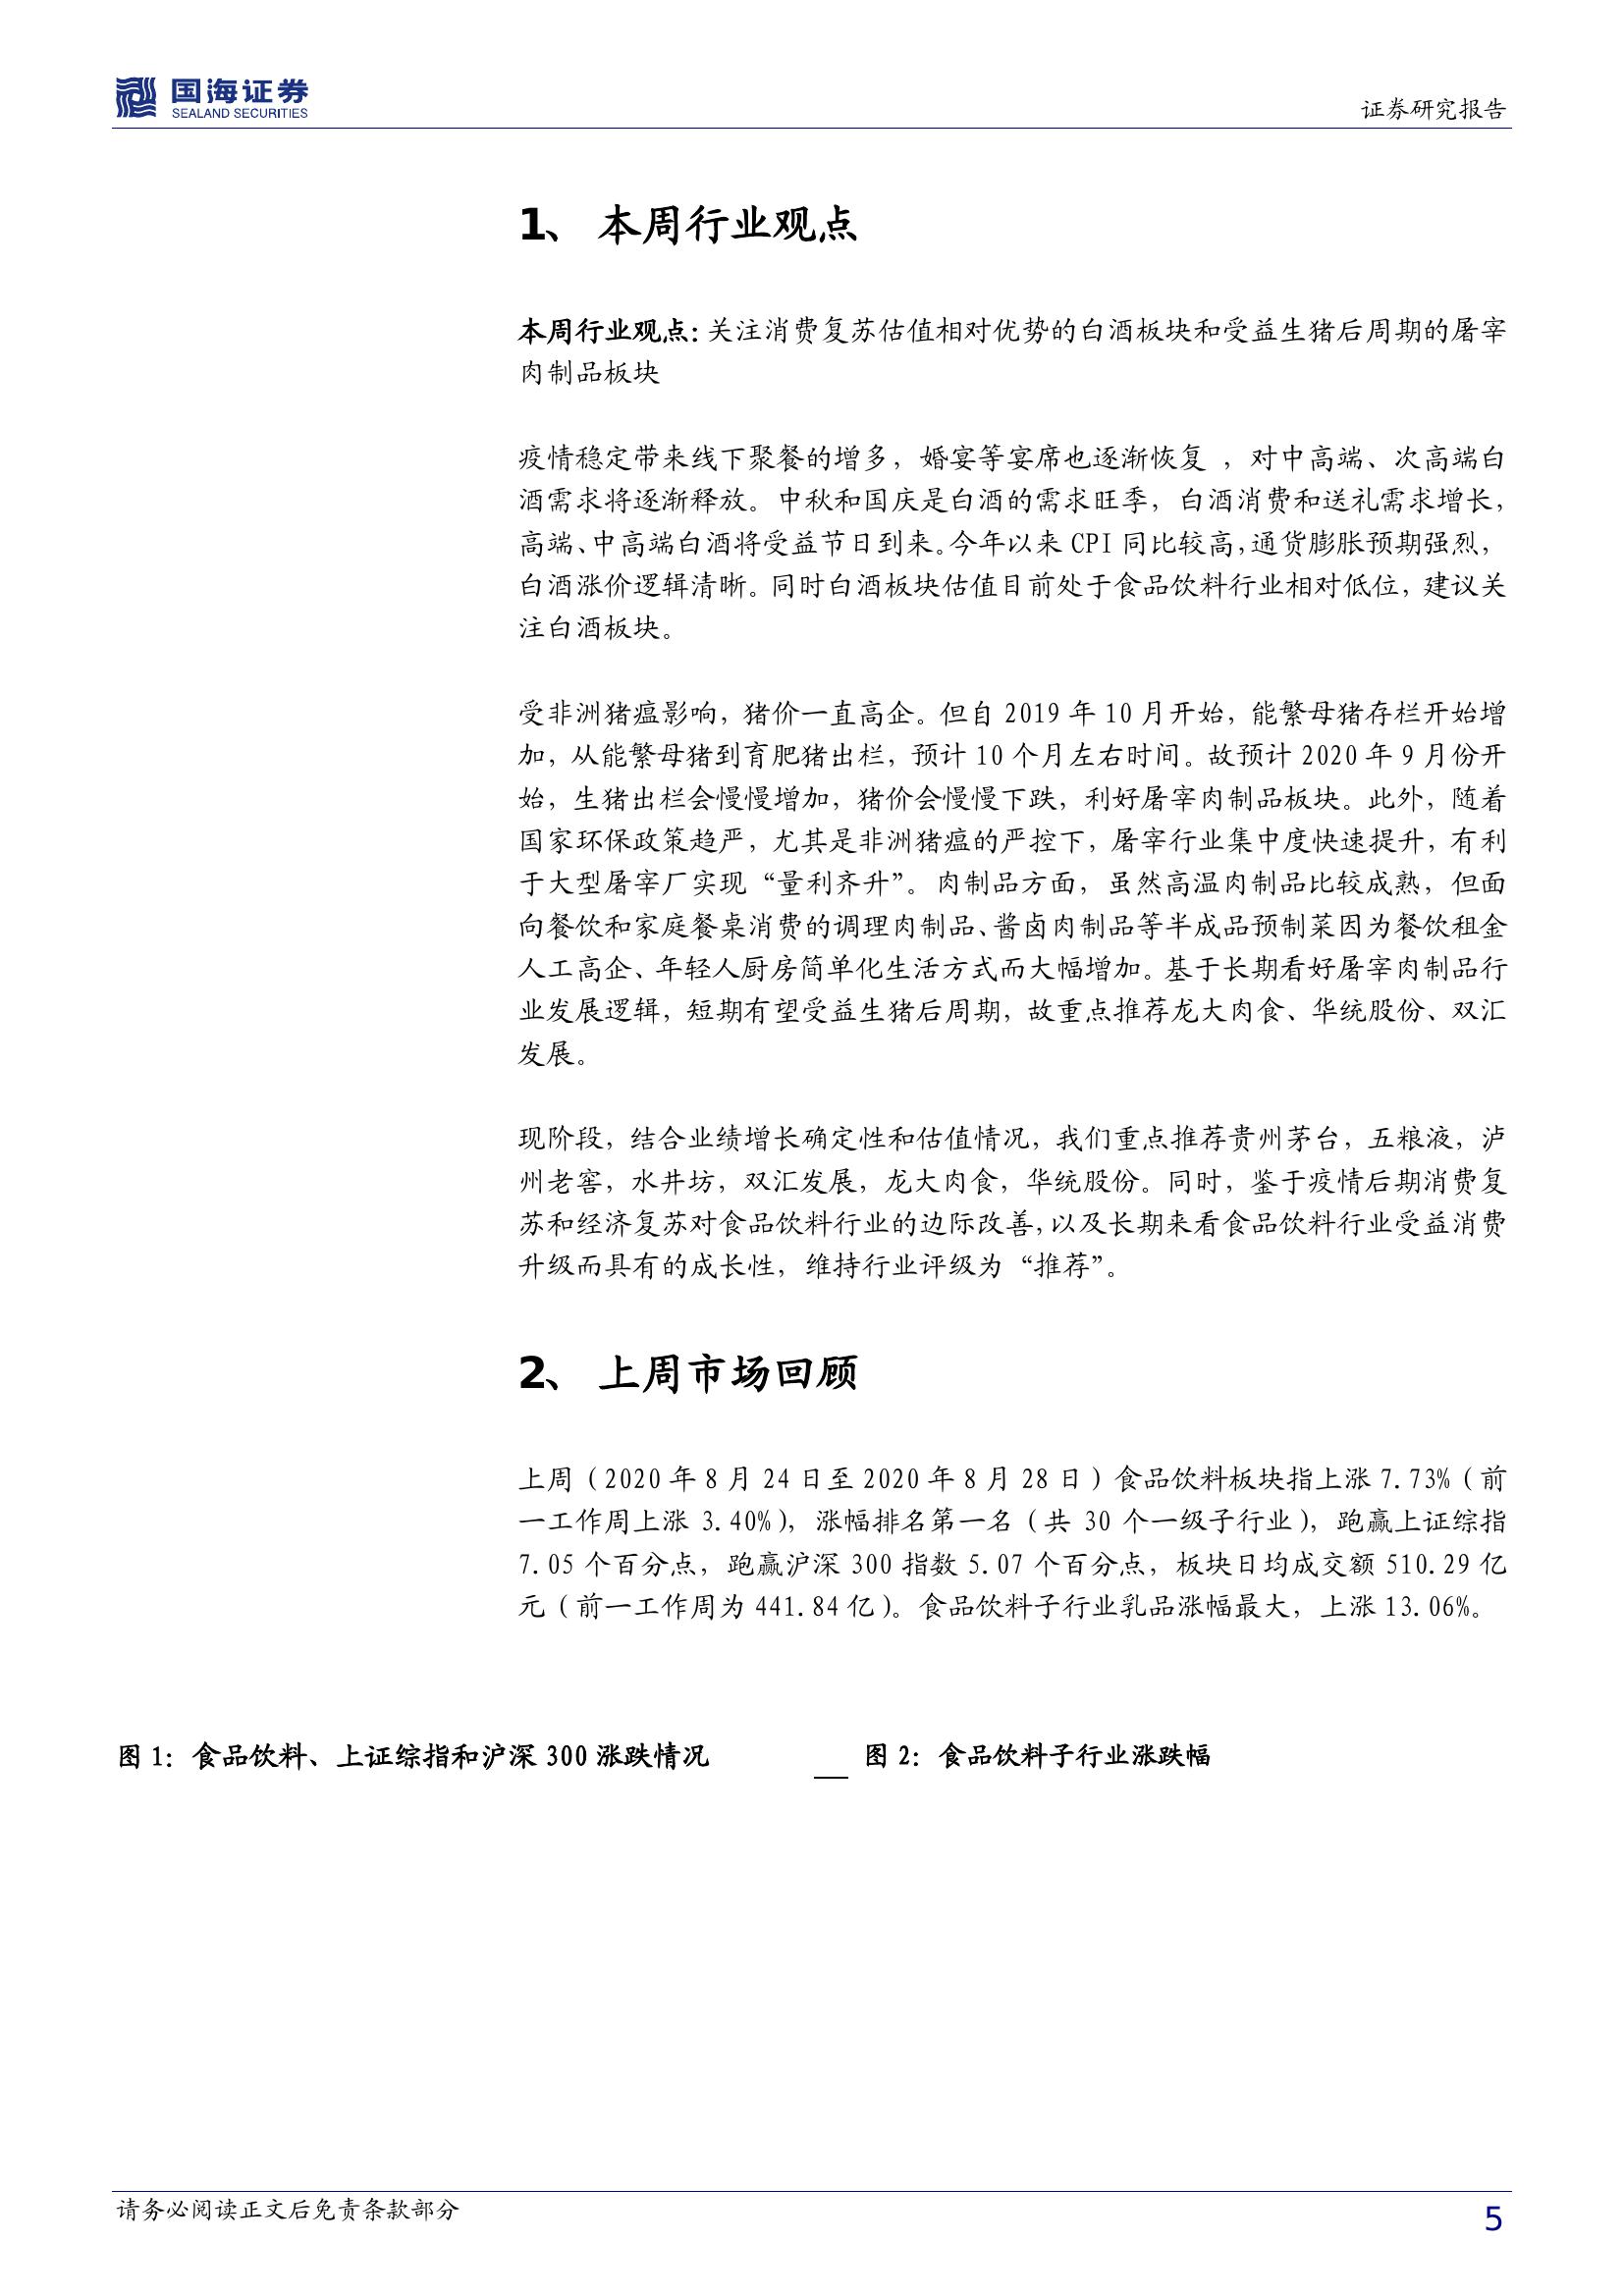 国海证券
SEALAND SECURITIES
证券研究报告
1、 本周行业观点
本周行业观点：关注消费复苏估值相对优势的白酒板块和受益生猪后周期的屠宰
肉制品板块
疫情稳定带来线下聚餐的增多，婚宴等宴席也逐渐恢复 ，对中高端、次高端白
酒需求将逐渐释放。中秋和国庆是白酒的需求旺季，白酒消费和送礼需求增长，
高端、中高端白酒将受益节日到来。今年以来 CPI 同比较高，通货膨胀预期强烈，
白酒涨价逻辑清晰。同时白酒板块估值目前处于食品饮料行业相对低位，建议关
注白酒板块。
受非洲猪瘟影响，猪价一直高企。但自 2019 年 10 月开始，能繁母猪存栏开始增
加，从能繁母猪到育肥猪出栏，预计 10 个月左右时间。故预计 2020 年 9 月份开
始，生猪出栏会慢慢增加，猪价会慢慢下跌，利好屠宰肉制品板块。此外，随着
国家环保政策趋严，尤其是非洲猪瘟的严控下，屠宰行业集中度快速提升，有利
于大型屠宰厂实现“量利齐升”。肉制品方面，虽然高温肉制品比较成熟，但面
向餐饮和家庭餐桌消费的调理肉制品、酱卤肉制品等半成品预制菜因为餐饮租金
人工高企、年轻人厨房简单化生活方式而大幅增加。基于长期看好屠宰肉制品行
业发展逻辑，短期有望受益生猪后周期，故重点推荐龙大肉食、华统股份、双汇
发展。
现阶段，结合业绩增长确定性和估值情况，我们重点推荐贵州茅台，五粮液，泸
州老窖，水井坊，双汇发展，龙大肉食，华统股份。同时，鉴于疫情后期消费复
苏和经济复苏对食品饮料行业的边际改善，以及长期来看食品饮料行业受益消费
升级而具有的成长性，维持行业评级为“推荐”。
2、 上周市场回顾
上周（2020 年 8 月 24 日至 2020 年 8 月 28 日）食品饮料板块指上涨 7.73%（前
一工作周上涨 3.40%），涨幅排名第一名（共 30 个一级子行业），跑赢上证综指
7.05 个百分点，跑赢沪深 300 指数 5.07 个百分点，板块日均成交额 510.29 亿
元（前一工作周为 441.84 亿）。食品饮料子行业乳品涨幅最大，上涨 13.06%。
图 1：食品饮料、上证综指和沪深 300 涨跌情况
图 2：食品饮料子行业涨跌幅
请务必阅读正文后免责条款部分
5